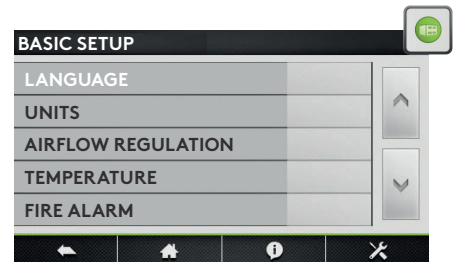 BASIC SETUP
LANGUAGE
UNITS
AIRFLOW REGULATION
TEMPERATURE
FIRE ALARM